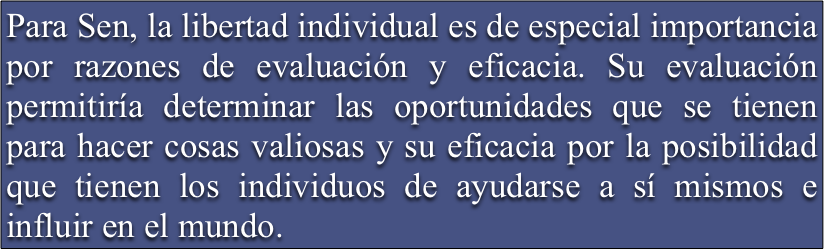 Para Sen, la libertad individual es de especial importancia
por razones de evaluación y eficacia. Su evaluación
permitiría determinar las oportunidades que se tienen
para hacer cosas valiosas y su eficacia por la posibilidad
que tienen los individuos de ayudarse a sí mismos e
influir en el mundo.